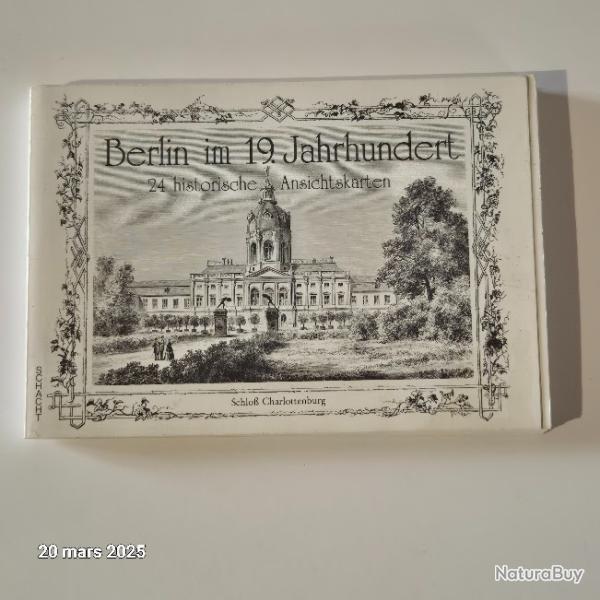 Berlin im 19. Jahrhundert
24 historische Ansichtskarten
SCHACHT
Schloß Charlottenburg
20 mars 2025
NaturaBuy